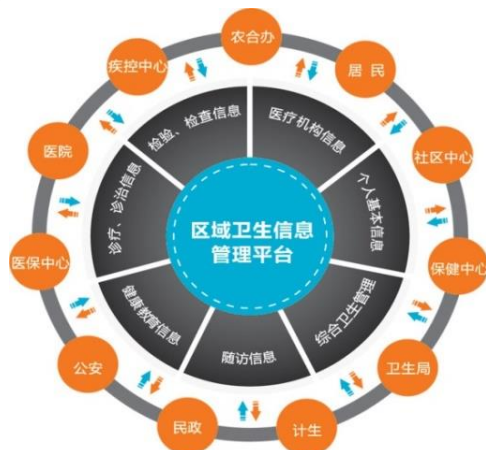 农合办
居 民
社区中心
保健中心
卫生局
计生
民政
公安
医保中心
医院
疾控中心
医疗机构信息
个人基本信息
综合卫生管理
随访信息
健康教育信息
诊疗、诊治信息
检验、检查信息
区域卫生信息
管理平台